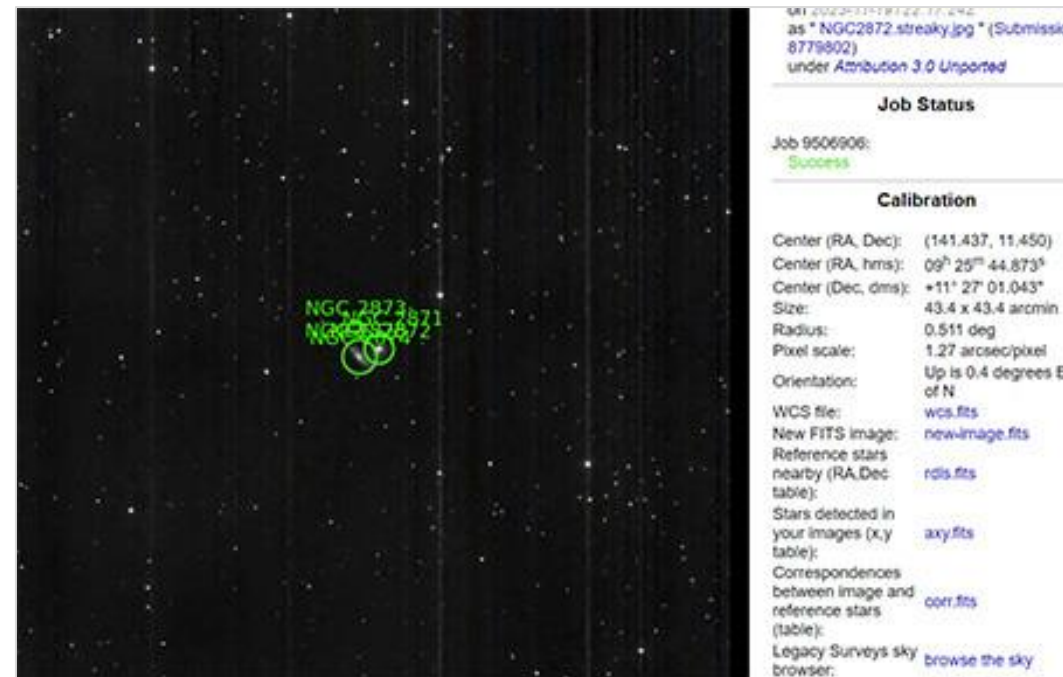 NGC 2873
2871
as " NGC2872.streaky.jpg " (Submissi
8779802)
under Attribution 3.0 Unported
Job Status
Job 9506906:
Success
Calibration
Center (RA, Dec): (141.437, 11.450)
Center (RA, hms): 09h 25m 44.873s
Center (Dec, dms): +11° 27' 01.043"
Size: 43.4 x 43.4 arcmin
Radius: 0.511 deg
Pixel scale: 1.27 arcsec/pixel
Orientation: Up is 0.4 degrees E
of N
WCS file: wcs.fits
New FITS image: new-image.fits
Reference stars
nearby (RA,Dec rdls.fits
table):
Stars detected in
your images (x,y axy.fits
table):
Correspondences
between image and corr.fits
reference stars
(table):
Legacy Surveys sky browse the sky
browser: